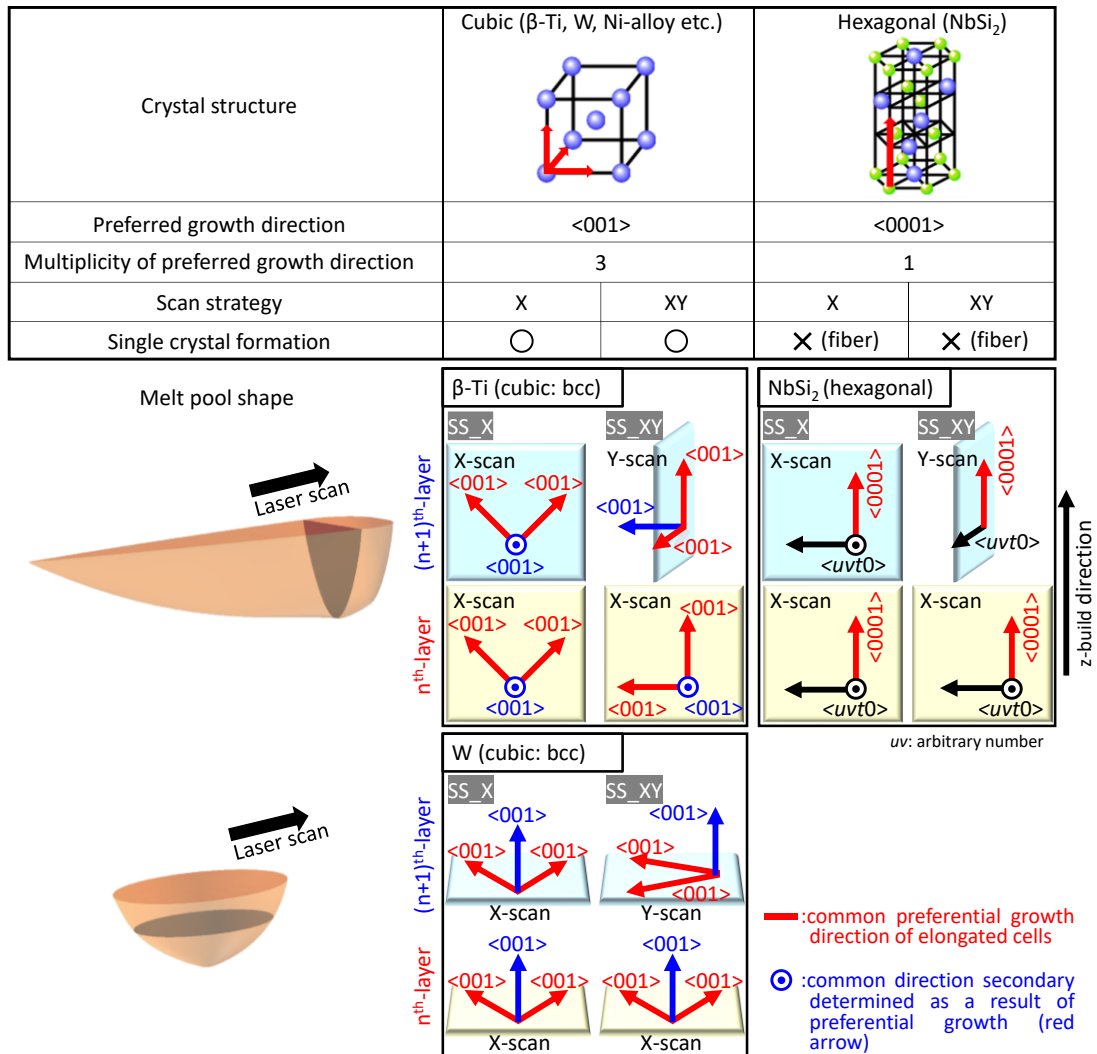 Cubic (β-Ti, W, Ni-alloy etc.)
Hexagonal (NbSi₂)
Crystal structure
Preferred growth direction
<001>
<0001>
Multiplicity of preferred growth direction
3
1
Scan strategy
X
XY
X
XY
Single crystal formation
○
○
× (fiber)
× (fiber)
Melt pool shape
Laser scan
β-Ti (cubic: bcc)
(n+1)ᵗʰ-layer
SS_X
X-scan
<001>
<001>
<001>
SS_XY
Y-scan
<001>
<001>
<001>
nᵗʰ-layer
X-scan
<001>
<001>
<001>
X-scan
<001>
<001>
<001>
NbSi₂ (hexagonal)
SS_X
X-scan
<0001>
<uvt0>
SS_XY
Y-scan
<0001>
<uvt0>
X-scan
<0001>
<uvt0>
X-scan
<0001>
<uvt0>
z-build direction
uv: arbitrary number
Laser scan
W (cubic: bcc)
(n+1)ᵗʰ-layer
SS_X
<001>
<001>
<001>
X-scan
SS_XY
<001>
<001>
<001>
Y-scan
nᵗʰ-layer
<001>
<001>
<001>
X-scan
<001>
<001>
<001>
X-scan
:common preferential growth
direction of elongated cells
:common direction secondary
determined as a result of
preferential growth (red
arrow)